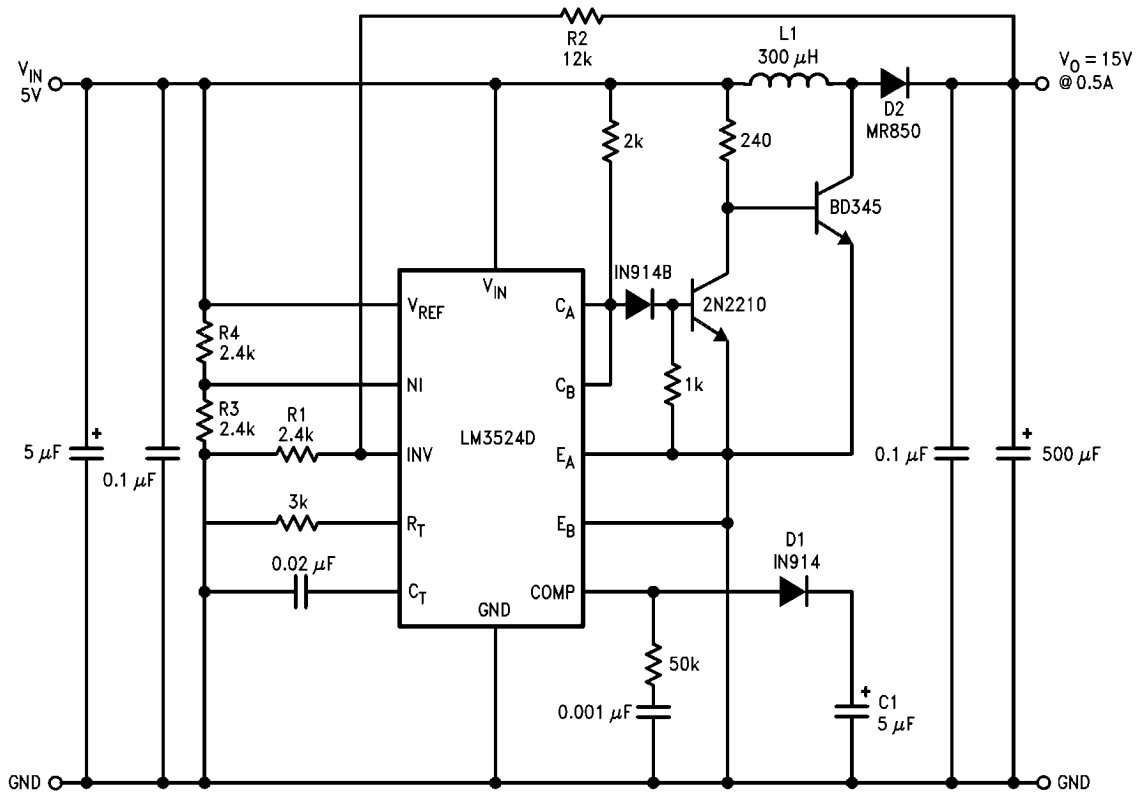 R2
12k
L1
300 μH
V_IN
5V
V_O = 15V
@ 0.5A
D2
MR850
2k
240
BD345
IN914B
2N2210
V_IN
V_REF
C_A
R4
2.4k
NI
C_B
1k
R3
2.4k
R1
2.4k
LM3524D
INV
E_A
5 μF
+
0.1 μF
0.1 μF
+
500 μF
3k
R_T
E_B
0.02 μF
D1
IN914
C_T
COMP
GND
50k
0.001 μF
+
C1
5 μF
GND
GND